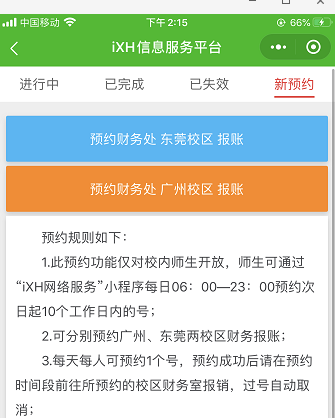 中国移动 下午 2:15 66%
iXH信息服务平台
进行中 已完成 已失效 新预约
预约财务处 东莞校区 报账
预约财务处 广州校区 报账
预约规则如下：
1.此预约功能仅对校内师生开放，师生可通过
“iXH网络服务”小程序每日06：00—23：00预约次
日起10个工作日内的号；
2.可分别预约广州、东莞两校区财务报账；
3.每天每人可预约1个号，预约成功后请在预约
时间段前往所预约的校区财务室报销，过号自动取
消；